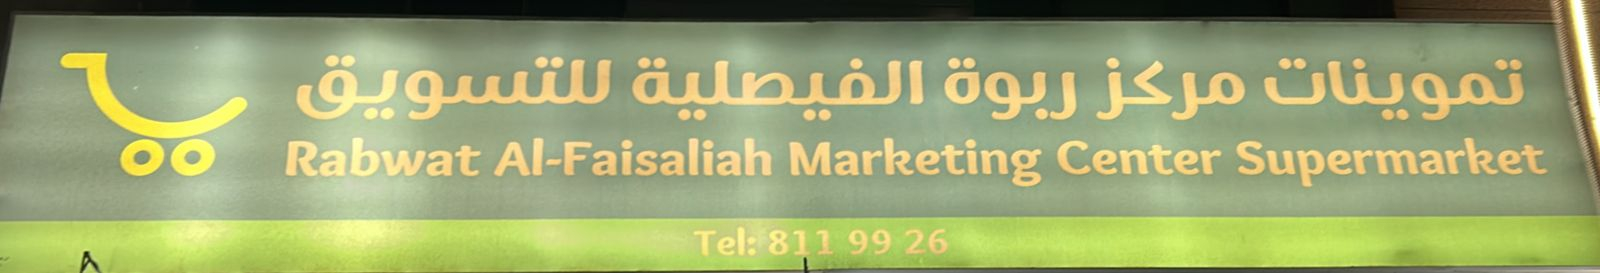 تموينات مركز ربوة الفيصلية للتسويق
Rabwat Al-Faisaliah Marketing Center Supermarket
Tel: 811 99 26